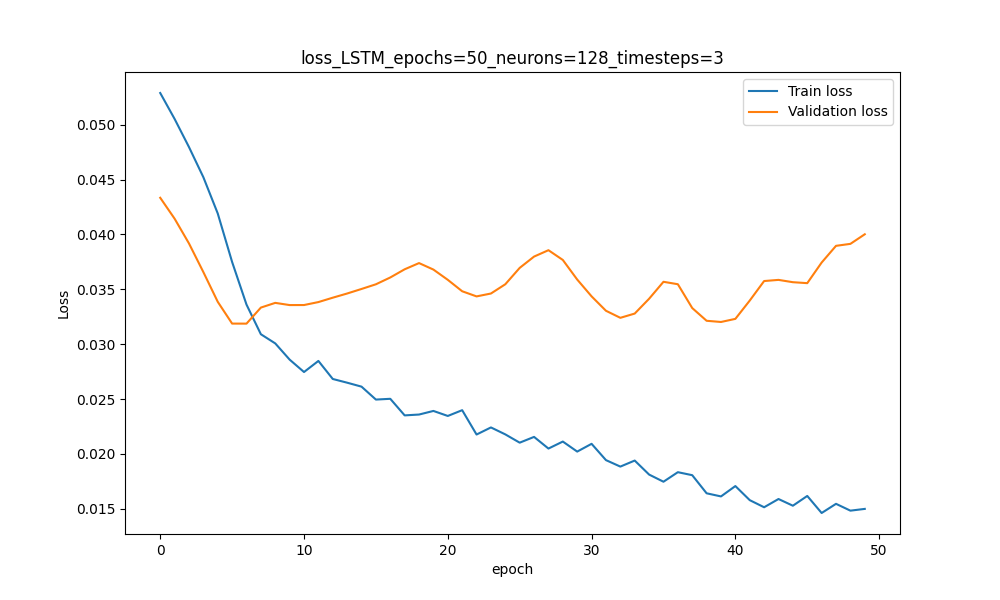 loss_LSTM_epochs=50_neurons=128_timesteps=3
Train loss
Validation loss
0.050
0.045
0.040
0.035
0.030
0.025
0.020
0.015
Loss
0 10 20 30 40 50
epoch